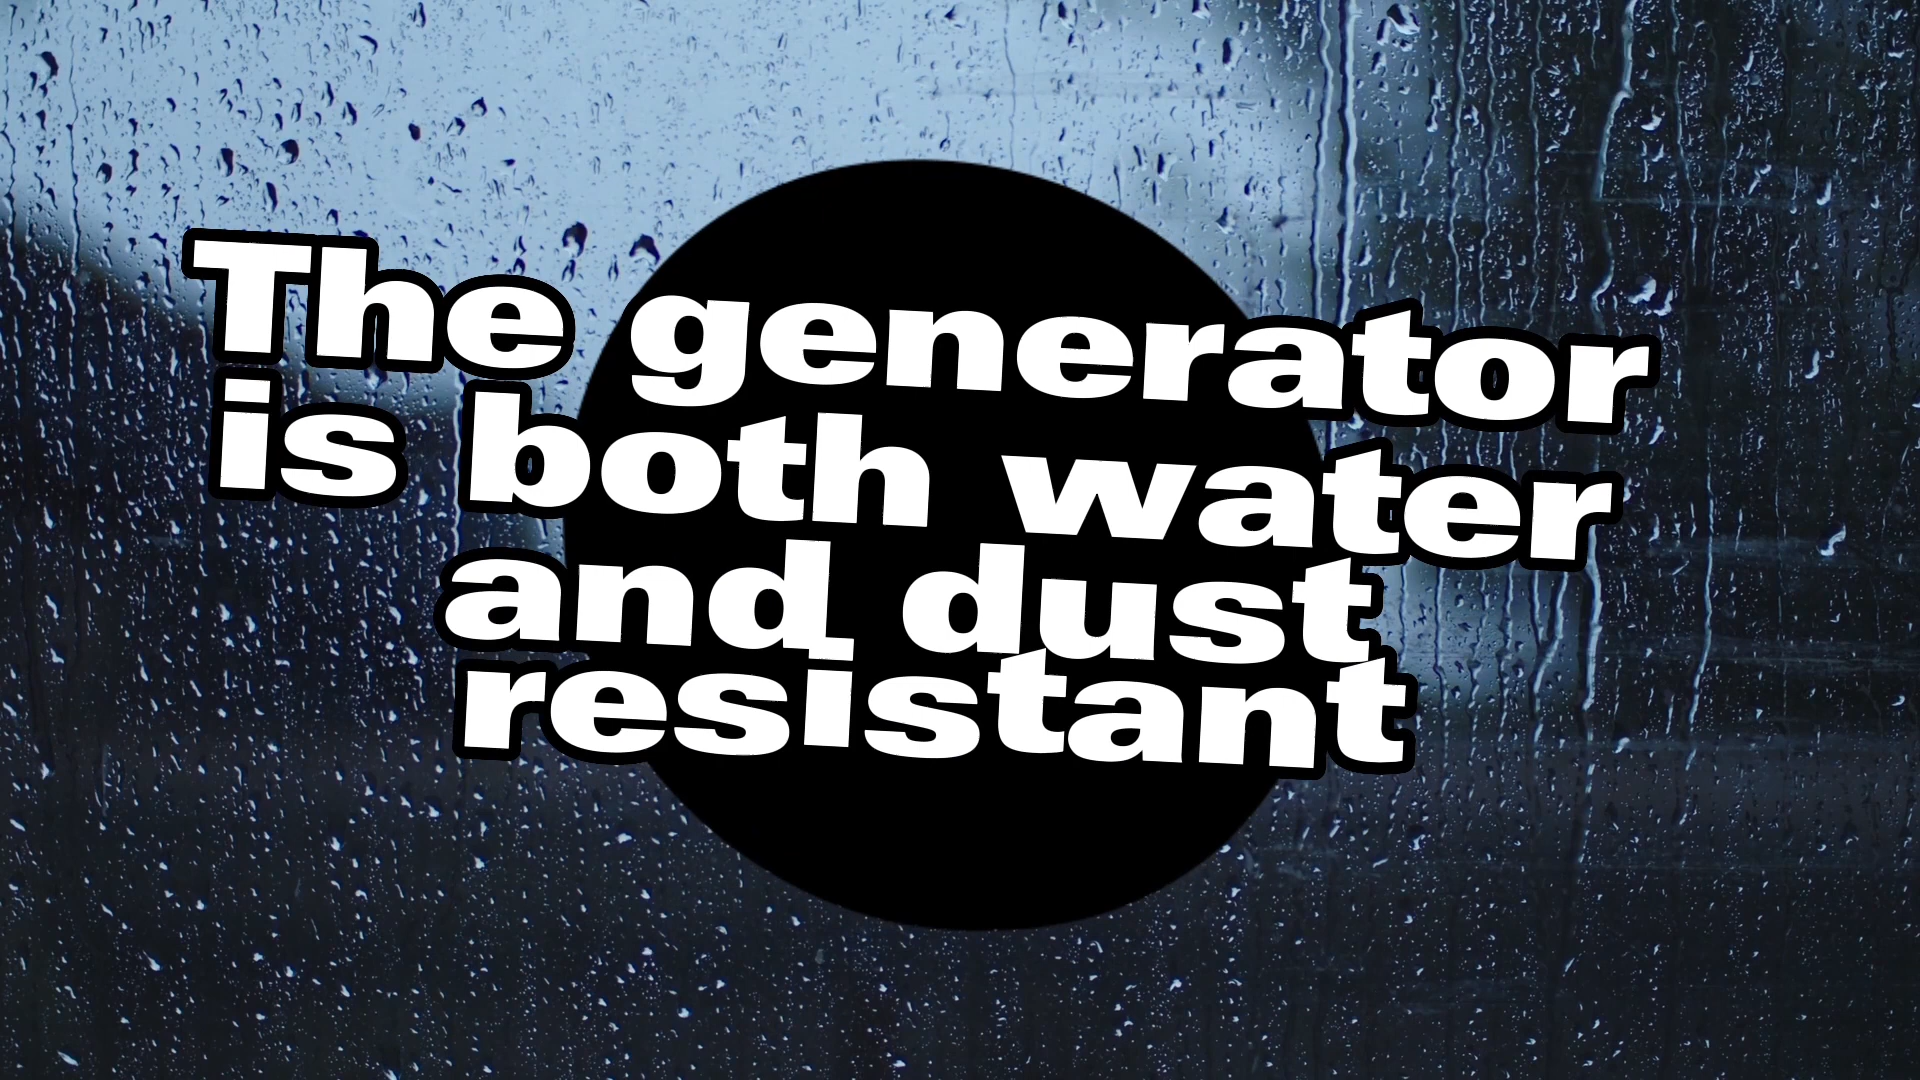 The generator
is both water
and dust
resistant